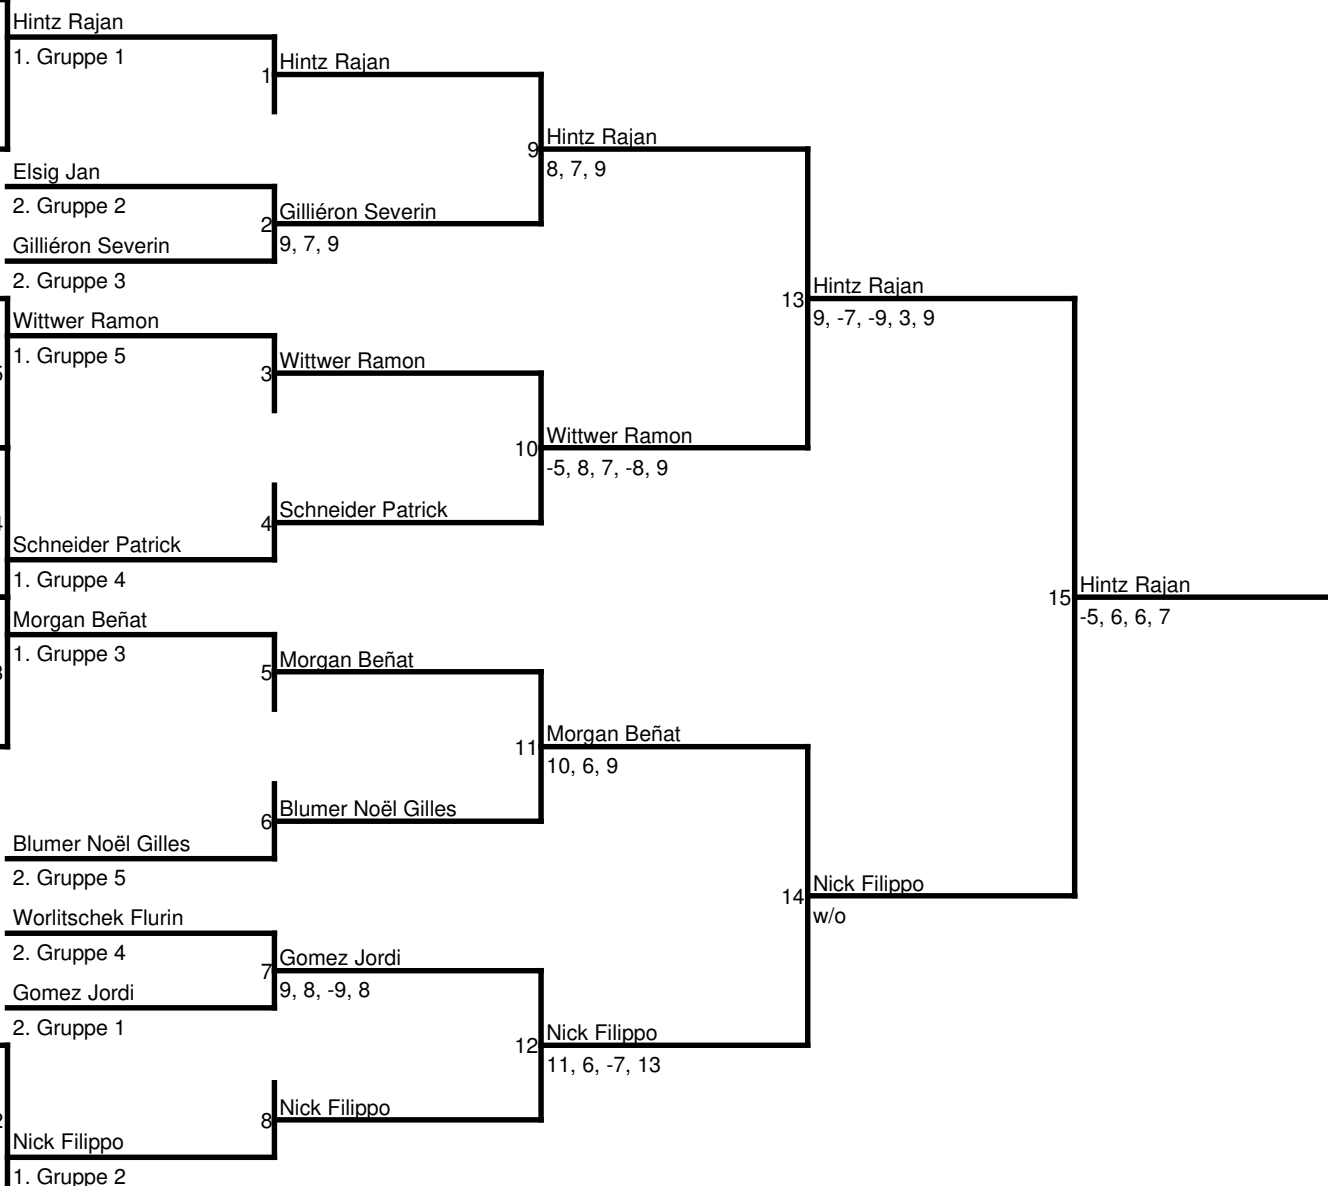 Hintz Rajan
1. Gruppe 1
1
Hintz Rajan
9
Hintz Rajan
8, 7, 9
Elsig Jan
2. Gruppe 2
2
Gilliéron Severin
9, 7, 9
Gilliéron Severin
2. Gruppe 3
13
Hintz Rajan
9, -7, -9, 3, 9
Wittwer Ramon
1. Gruppe 5
3
Wittwer Ramon
10
Wittwer Ramon
-5, 8, 7, -8, 9
4
Schneider Patrick
Schneider Patrick
1. Gruppe 4
15
Hintz Rajan
-5, 6, 6, 7
Morgan Beñat
1. Gruppe 3
5
Morgan Beñat
11
Morgan Beñat
10, 6, 9
6
Blumer Noël Gilles
Blumer Noël Gilles
2. Gruppe 5
14
Nick Filippo
w/o
Worlitschek Flurin
2. Gruppe 4
7
Gomez Jordi
9, 8, -9, 8
Gomez Jordi
2. Gruppe 1
12
Nick Filippo
11, 6, -7, 13
8
Nick Filippo
Nick Filippo
1. Gruppe 2